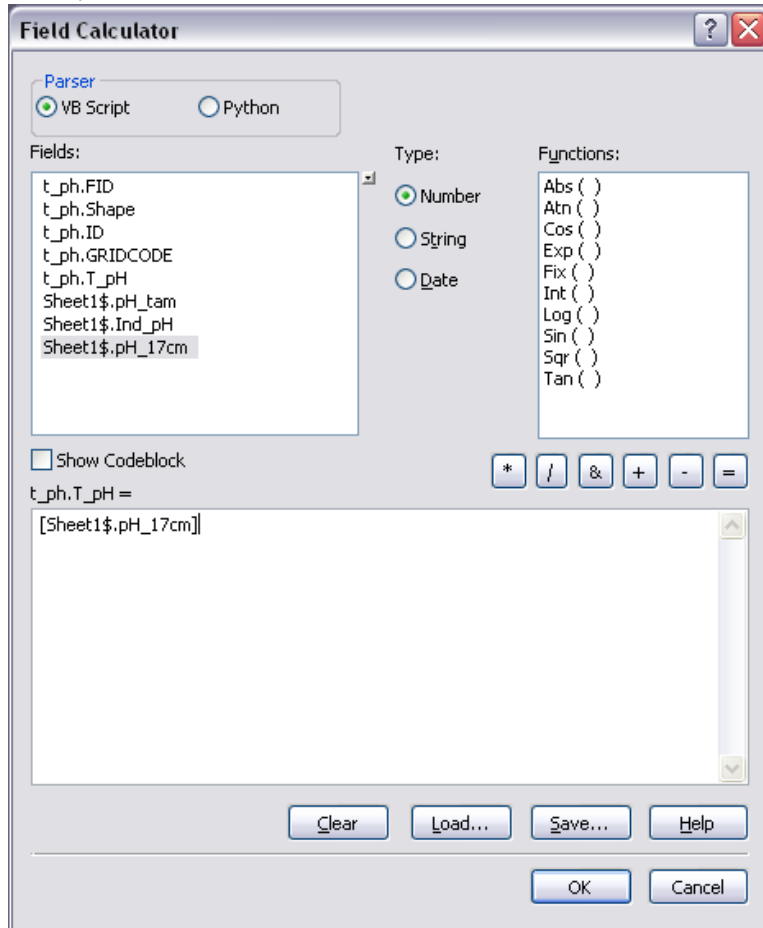 Field Calculator
?
X
Parser
VB Script Python
Fields:
t_ph.FID
t_ph.Shape
t_ph.ID
t_ph.GRIDCODE
t_ph.T_pH
Sheet1$.pH_tam
Sheet1$.Ind_pH
Sheet1$.pH_17cm
Type:
Number
String
Date
Functions:
Abs ( )
Atn ( )
Cos ( )
Exp ( )
Fix ( )
Int ( )
Log ( )
Sin ( )
Sqr ( )
Tan ( )
Show Codeblock
* / & + - =
t_ph.T_pH =
[Sheet1$.pH_17cm]
Clear Load... Save... Help
OK Cancel